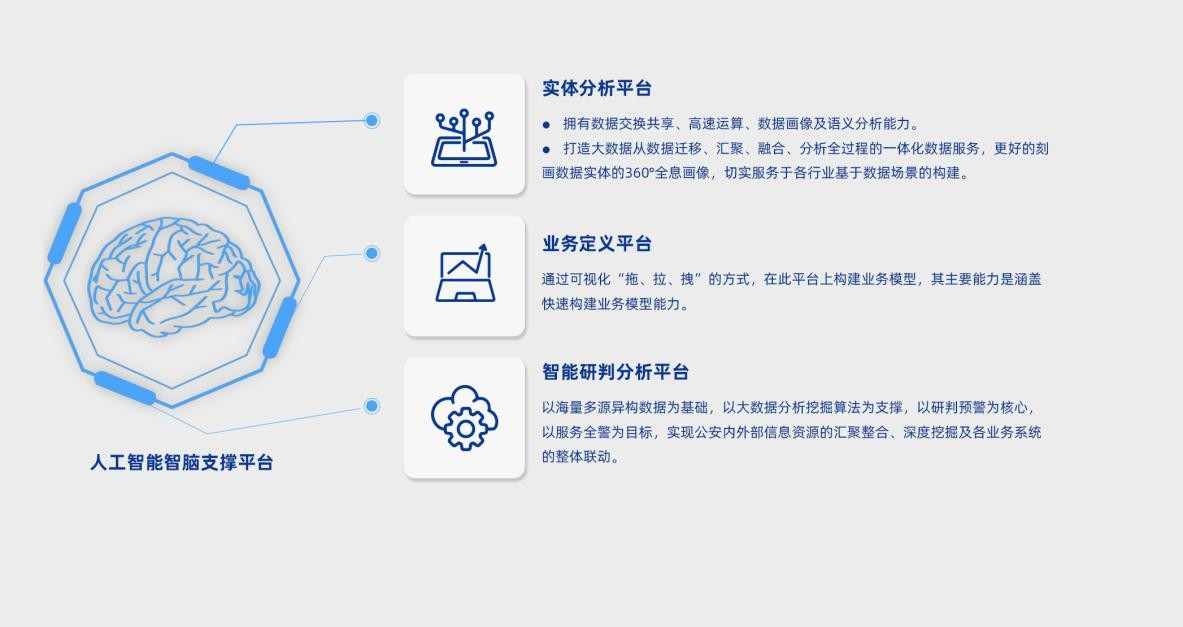 实体分析平台
● 拥有数据交换共享、高速运算、数据画像及语义分析能力。
● 打造大数据从数据迁移、汇聚、融合、分析全过程的一体化数据服务，更好的刻
画数据实体的360°全息画像，切实服务于各行业基于数据场景的构建。
业务定义平台
通过可视化“拖、拉、拽”的方式，在此平台上构建业务模型，其主要能力是涵盖
快速构建业务模型能力。
智能研判分析平台
以海量多源异构数据为基础，以大数据分析挖掘算法为支撑，以研判预警为核心，
以服务全警为目标，实现公安内外部信息资源的汇聚整合、深度挖掘及各业务系统
的整体联动。
人工智能智脑支撑平台